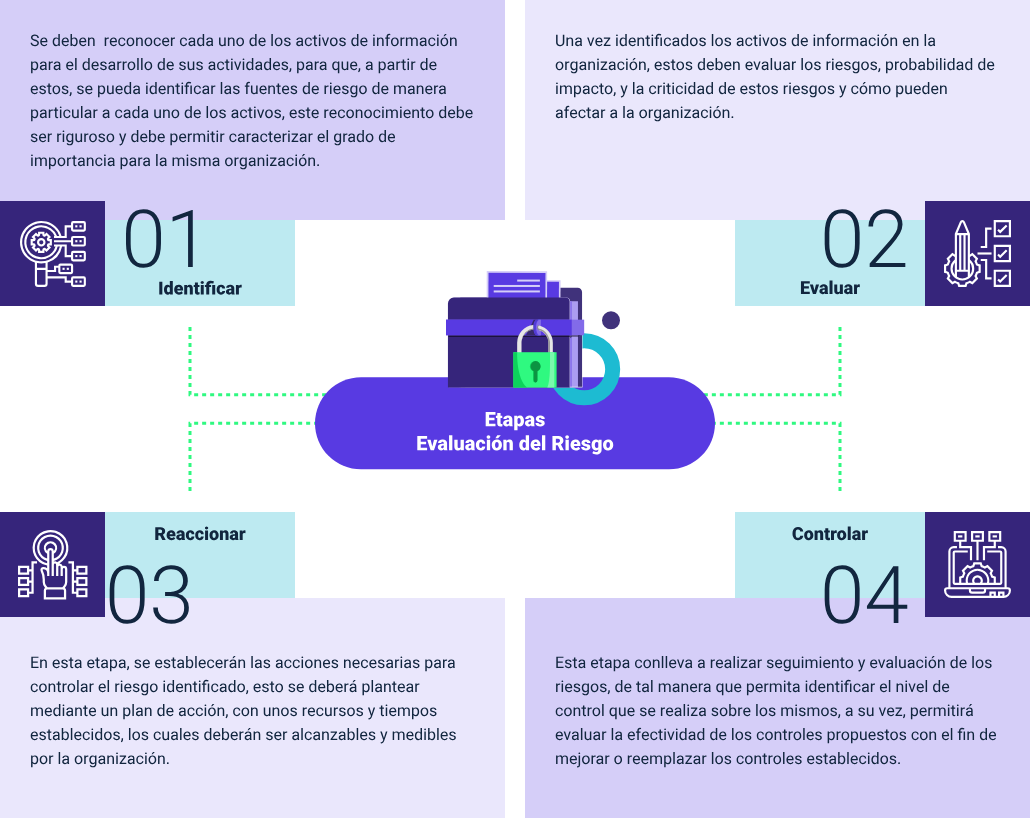 Se deben  reconocer cada uno de los activos de información
para el desarrollo de sus actividades, para que, a partir de
estos, se pueda identificar las fuentes de riesgo de manera
particular a cada uno de los activos, este reconocimiento debe
ser riguroso y debe permitir caracterizar el grado de
importancia para la misma organización.
01
Identificar
Una vez identificados los activos de información en la
organización, estos deben evaluar los riesgos, probabilidad de
impacto, y la criticidad de estos riesgos y cómo pueden
afectar a la organización.
02
Evaluar
Etapas
Evaluación del Riesgo
Reaccionar
03
En esta etapa, se establecerán las acciones necesarias para
controlar el riesgo identificado, esto se deberá plantear
mediante un plan de acción, con unos recursos y tiempos
establecidos, los cuales deberán ser alcanzables y medibles
por la organización.
Controlar
04
Esta etapa conlleva a realizar seguimiento y evaluación de los
riesgos, de tal manera que permita identificar el nivel de
control que se realiza sobre los mismos, a su vez, permitirá
evaluar la efectividad de los controles propuestos con el fin de
mejorar o reemplazar los controles establecidos.